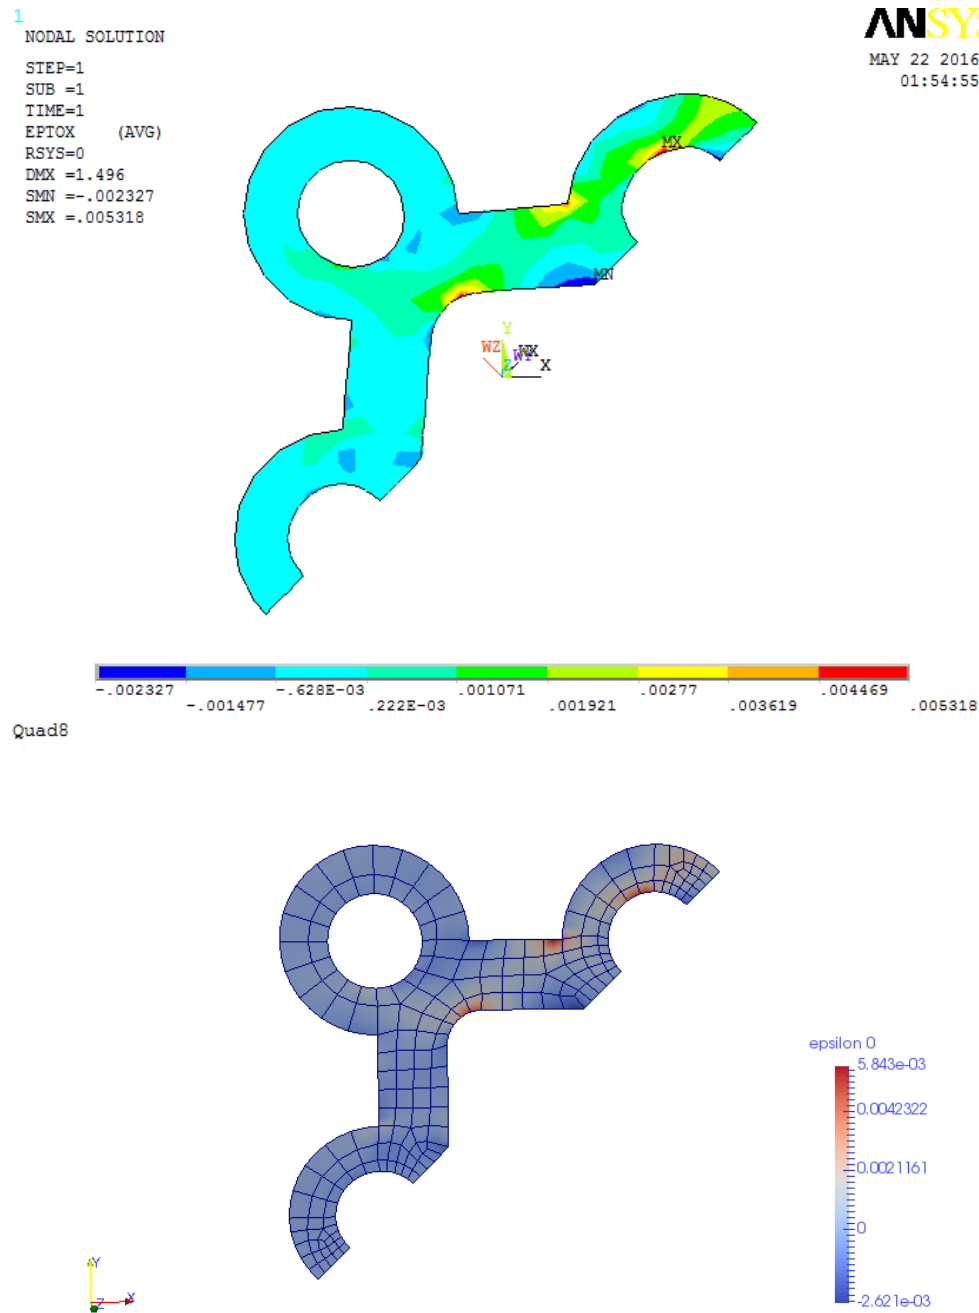 1
NODAL SOLUTION
STEP=1
SUB =1
TIME=1
EPTOX (AVG)
RSYS=0
DMX =1.496
SMN =-.002327
SMX =.005318
ANSYS
MAY 22 2016
01:54:55
MX
MN
Y
WZ
WX
Z
X
-.002327
-.628E-03
.001071
.00277
.004469
-.001477
.222E-03
.001921
.003619
.005318
Quad8
epsilon 0
5.843e-03
0.0042322
0.0021161
0
-2.621e-03
Y
Z
X